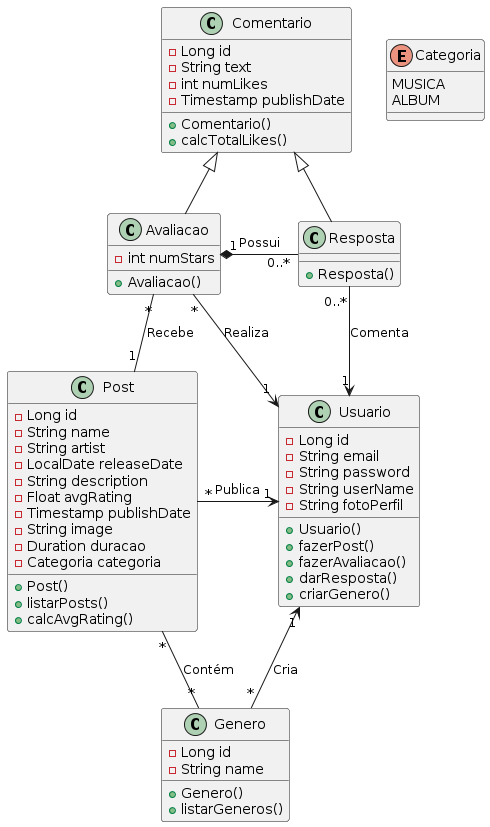 C Comentario
Long id
String text
int numLikes
Timestamp publishDate
Comentario()
calcTotalLikes()
E Categoria
MUSICA
ALBUM
C Avaliacao
int numStars
Avaliacao()
1 Possui
0..*
C Resposta
Resposta()
* Recebe 1
* Realiza 1
0..* Comenta 1
C Post
Long id
String name
String artist
LocalDate releaseDate
String description
Float avgRating
Timestamp publishDate
String image
Duration duracao
Categoria categoria
Post()
listarPosts()
calcAvgRating()
* Publica 1
C Usuario
Long id
String email
String password
String userName
String fotoPerfil
Usuario()
fazerPost()
fazerAvaliacao()
darResposta()
criarGenero()
* Contém *
1 Cria *
C Genero
Long id
String name
Genero()
listarGeneros()